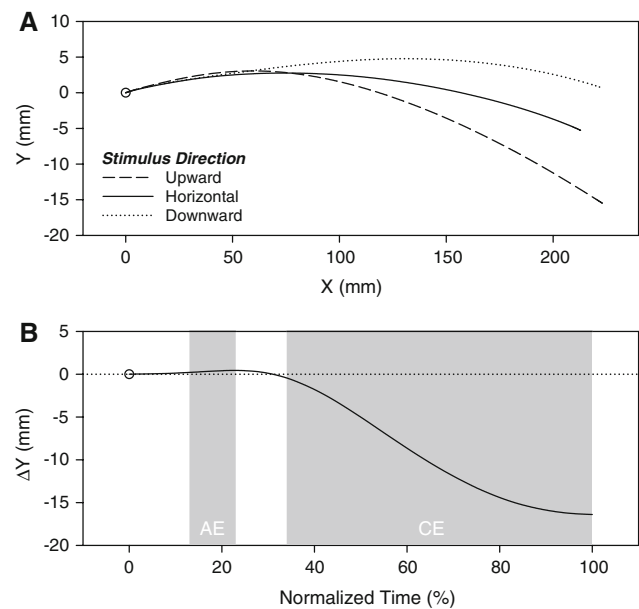 A
10
5
0
-5
-10
-15
-20
Y (mm)
Stimulus Direction
Upward
Horizontal
Downward
0 50 100 150 200
X (mm)
B
5
0
-5
-10
-15
-20
ΔY (mm)
AE CE
0 20 40 60 80 100
Normalized Time (%)